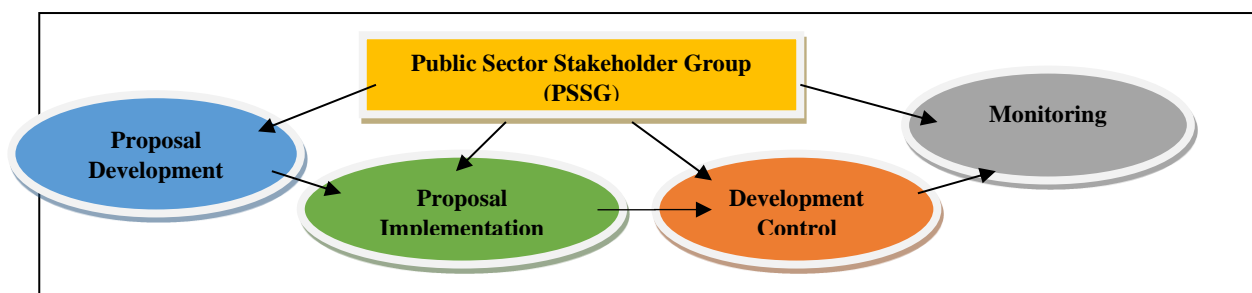 Public Sector Stakeholder Group
(PSSG)
Monitoring
Proposal
Development
Proposal
Implementation
Development
Control